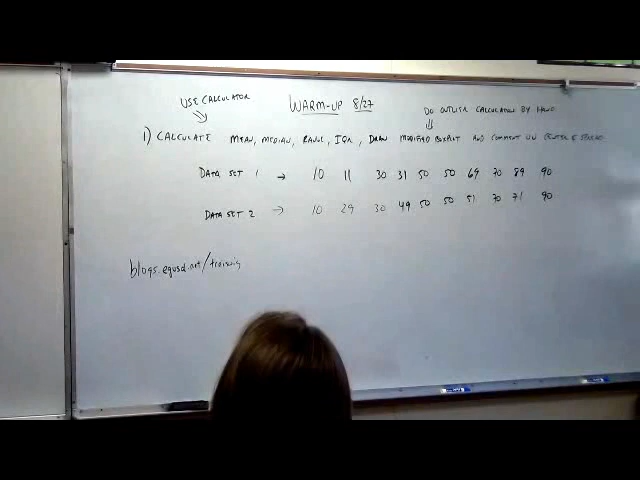 USE CALCULATOR
WARM-UP 8/27
DO OUTLIER CALCULATION BY HAND
1) CALCULATE MEAN, MEDIAN, RANGE, IQR, DRAW MODIFIED BOXPLOT AND COMMENT ON CENTER & SPREAD
DATA SET 1 → 10 11 30 31 50 50 69 70 89 90
DATA SET 2 → 10 29 30 49 50 50 51 70 71 90
blogs.egusd.net/